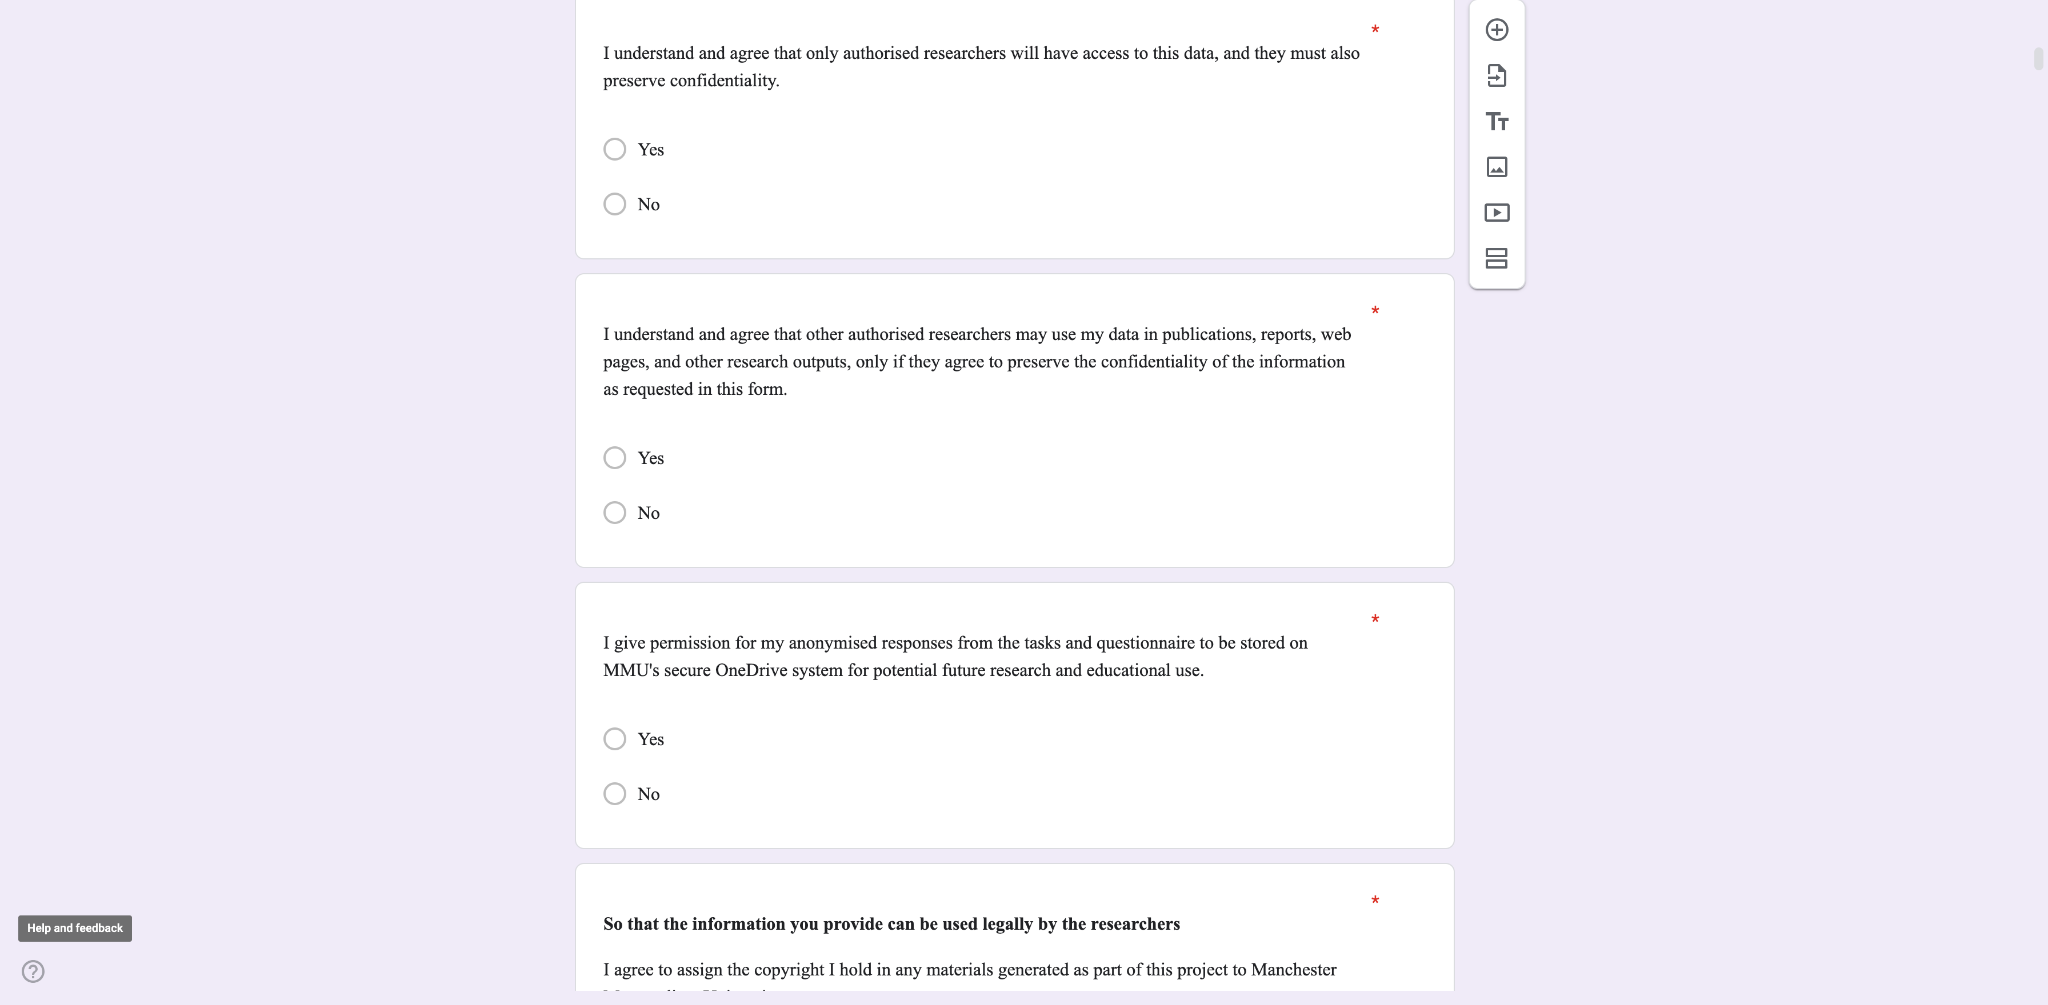 *
I understand and agree that only authorised researchers will have access to this data, and they must also
preserve confidentiality.
Yes
No
*
I understand and agree that other authorised researchers may use my data in publications, reports, web
pages, and other research outputs, only if they agree to preserve the confidentiality of the information
as requested in this form.
Yes
No
*
I give permission for my anonymised responses from the tasks and questionnaire to be stored on
MMU's secure OneDrive system for potential future research and educational use.
Yes
No
*
So that the information you provide can be used legally by the researchers
I agree to assign the copyright I hold in any materials generated as part of this project to Manchester
Help and feedback